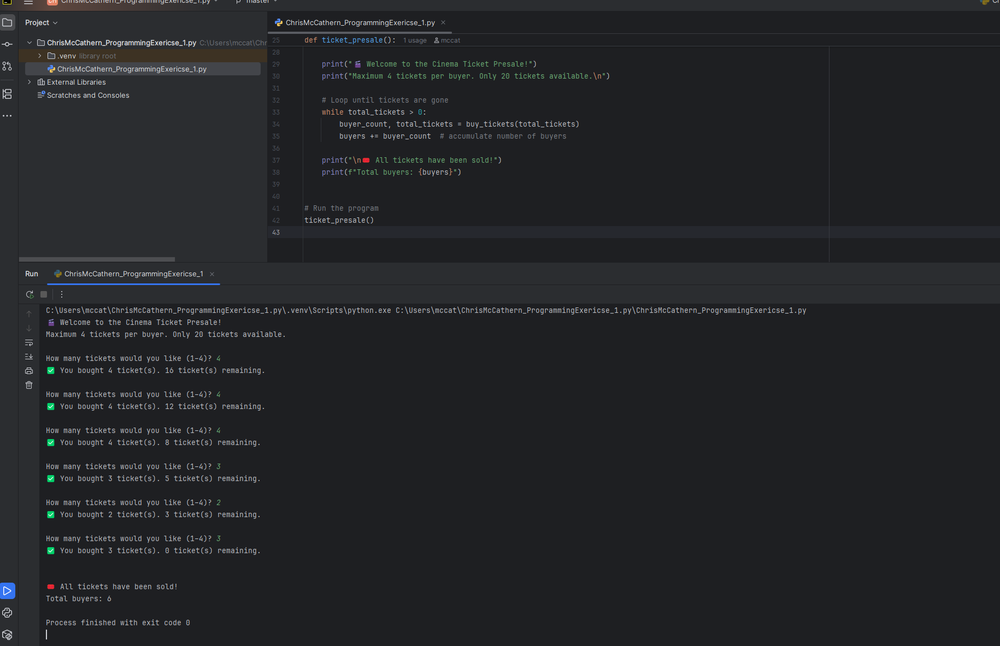 CM ChrisMcCathern_ProgrammingExericse_1.py master
Project
ChrisMcCathern_ProgrammingExericse_1.py C:\Users\mccat\Chr
.venv library root
ChrisMcCathern_ProgrammingExericse_1.py
External Libraries
Scratches and Consoles
ChrisMcCathern_ProgrammingExericse_1.py
25 def ticket_presale(): 1 usage mccat
28
29 print("🎬 Welcome to the Cinema Ticket Presale!")
30 print("Maximum 4 tickets per buyer. Only 20 tickets available.\n")
31
32 # Loop until tickets are gone
33 while total_tickets > 0:
34 buyer_count, total_tickets = buy_tickets(total_tickets)
35 buyers += buyer_count # accumulate number of buyers
36
37 print("\n🎟 All tickets have been sold!")
38 print(f"Total buyers: {buyers}")
39
40
41 # Run the program
42 ticket_presale()
43
Run ChrisMcCathern_ProgrammingExericse_1
C:\Users\mccat\ChrisMcCathern_ProgrammingExericse_1.py\.venv\Scripts\python.exe C:\Users\mccat\ChrisMcCathern_ProgrammingExericse_1.py\ChrisMcCathern_ProgrammingExericse_1.py
🎬 Welcome to the Cinema Ticket Presale!
Maximum 4 tickets per buyer. Only 20 tickets available.
How many tickets would you like (1-4)? 4
✅ You bought 4 ticket(s). 16 ticket(s) remaining.
How many tickets would you like (1-4)? 4
✅ You bought 4 ticket(s). 12 ticket(s) remaining.
How many tickets would you like (1-4)? 4
✅ You bought 4 ticket(s). 8 ticket(s) remaining.
How many tickets would you like (1-4)? 3
✅ You bought 3 ticket(s). 5 ticket(s) remaining.
How many tickets would you like (1-4)? 2
✅ You bought 2 ticket(s). 3 ticket(s) remaining.
How many tickets would you like (1-4)? 3
✅ You bought 3 ticket(s). 0 ticket(s) remaining.
🎟 All tickets have been sold!
Total buyers: 6
Process finished with exit code 0